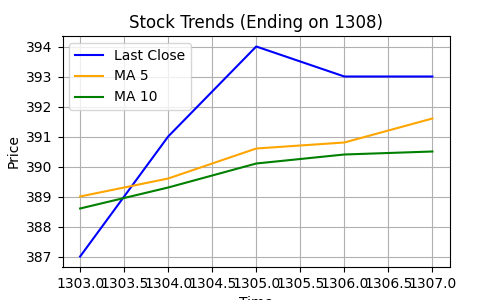 Stock Trends (Ending on 1308)
Last Close
MA 5
MA 10
Price
394
393
392
391
390
389
388
387
1303.0 1303.5 1304.0 1304.5 1305.0 1305.5 1306.0 1306.5 1307.0
Time